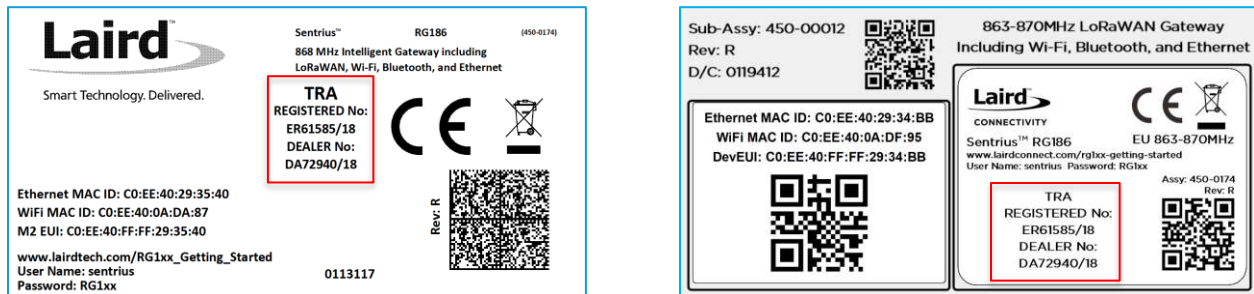 Laird
Smart Technology. Delivered.
Sentrius™ RG186 (450-0174)
868 MHz Intelligent Gateway including
LoRaWAN, Wi-Fi, Bluetooth, and Ethernet
TRA
REGISTERED No:
ER61585/18
DEALER No:
DA72940/18
CE
Ethernet MAC ID: C0:EE:40:29:35:40
WiFi MAC ID: C0:EE:40:0A:DA:87
M2 EUI: C0:EE:40:FF:FF:29:35:40
www.lairdtech.com/RG1xx_Getting_Started
User Name: sentrius
Password: RG1xx
0113117
Rev: R
Sub-Assy: 450-00012
Rev: R
D/C: 0119412
863-870MHz LoRaWAN Gateway
Including Wi-Fi, Bluetooth, and Ethernet
Ethernet MAC ID: C0:EE:40:29:34:BB
WiFi MAC ID: C0:EE:40:0A:DF:95
DevEUI: C0:EE:40:FF:FF:29:34:BB
Laird
CONNECTIVITY
CE
Sentrius™ RG186
EU 863-870MHz
www.lairdconnect.com/rg1xx-getting-started
User Name: sentrius Password: RG1xx
Assy: 450-0174
Rev: R
TRA
REGISTERED No:
ER61585/18
DEALER No:
DA72940/18